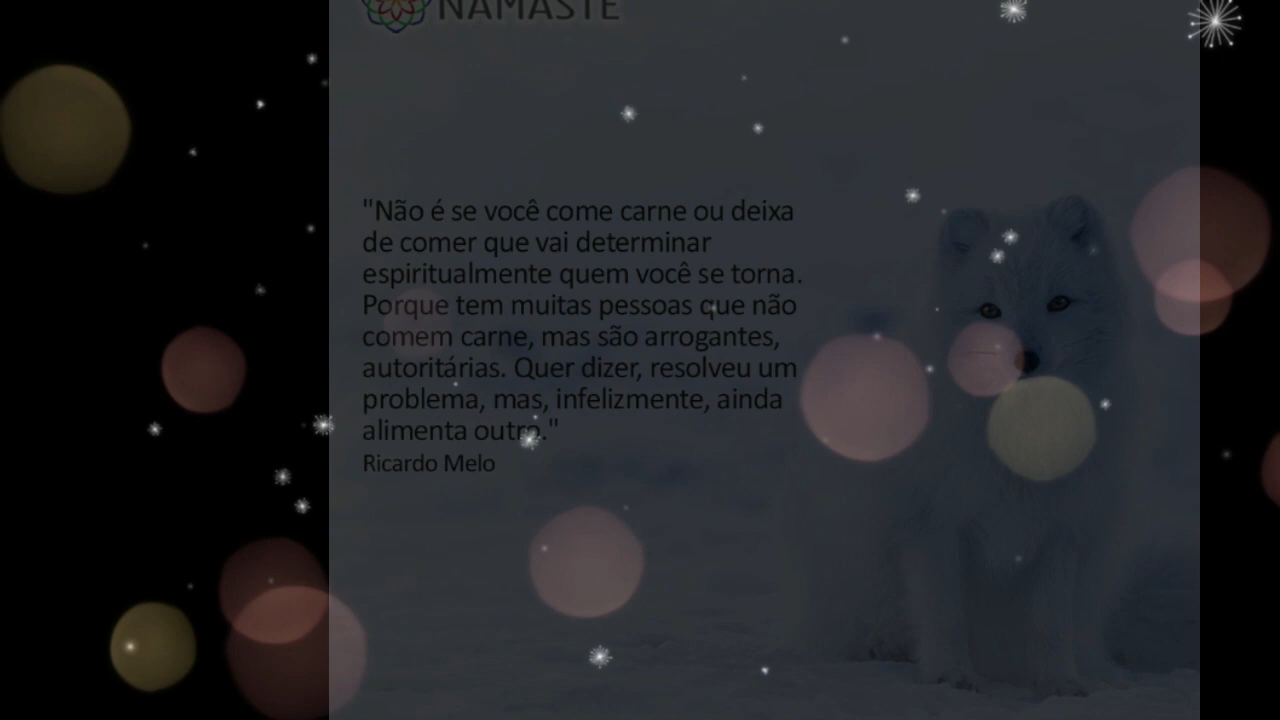 NAMASTÊ
"Não é se você come carne ou deixa
de comer que vai determinar
espiritualmente quem você se torna.
Porque tem muitas pessoas que não
comem carne, mas são arrogantes,
autoritárias. Quer dizer, resolveu um
problema, mas, infelizmente, ainda
alimenta outro."
Ricardo Melo